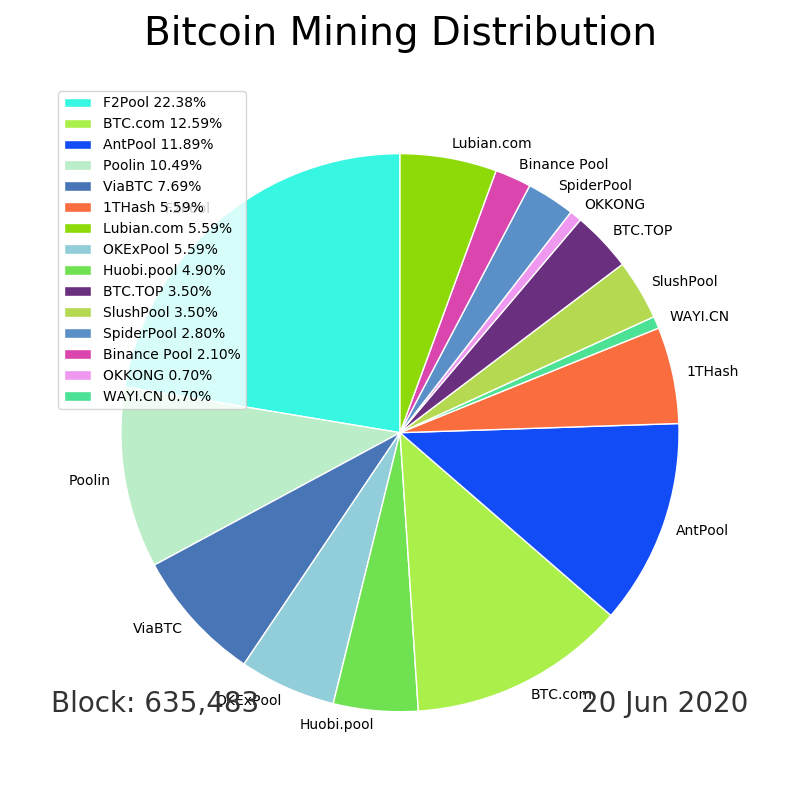 Bitcoin Mining Distribution
F2Pool 22.38%
BTC.com 12.59%
AntPool 11.89%
Poolin 10.49%
ViaBTC 7.69%
1THash 5.59%
Lubian.com 5.59%
OKExPool 5.59%
Huobi.pool 4.90%
BTC.TOP 3.50%
SlushPool 3.50%
SpiderPool 2.80%
Binance Pool 2.10%
OKKONG 0.70%
WAYI.CN 0.70%
Lubian.com
Binance Pool
SpiderPool
OKKONG
BTC.TOP
SlushPool
WAYI.CN
1THash
AntPool
BTC.com
Huobi.pool
OKExPool
ViaBTC
Poolin
F2Pool
Block: 635,483
20 Jun 2020